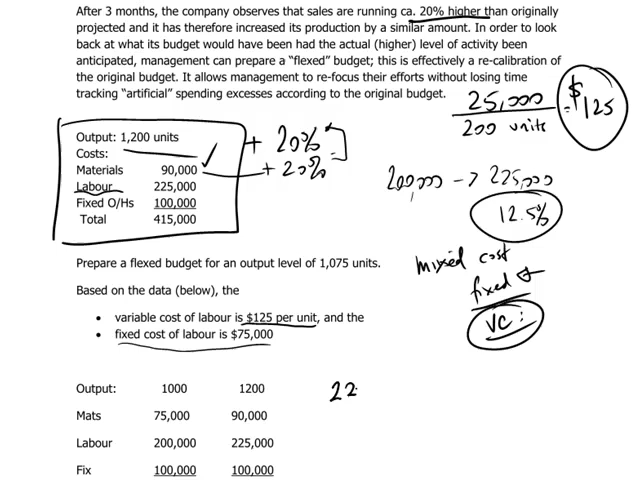 After 3 months, the company observes that sales are running ca. 20% higher than originally
projected and it has therefore increased its production by a similar amount. In order to look
back at what its budget would have been had the actual (higher) level of activity been
anticipated, management can prepare a "flexed" budget; this is effectively a re-calibration of
the original budget. It allows management to re-focus their efforts without losing time
tracking "artificial" spending excesses according to the original budget.
25,000
200 units
= $125
Output: 1,200 units
Costs:
Materials 90,000
Labour 225,000
Fixed O/Hs 100,000
Total 415,000
+ 20%
+ 20%
200,000 -> 225,000
12.5%
mixed cost
fixed +
VC:
Prepare a flexed budget for an output level of 1,075 units.
Based on the data (below), the
• variable cost of labour is $125 per unit, and the
• fixed cost of labour is $75,000
Output: 1000 1200
22
Mats 75,000 90,000
Labour 200,000 225,000
Fix 100,000 100,000